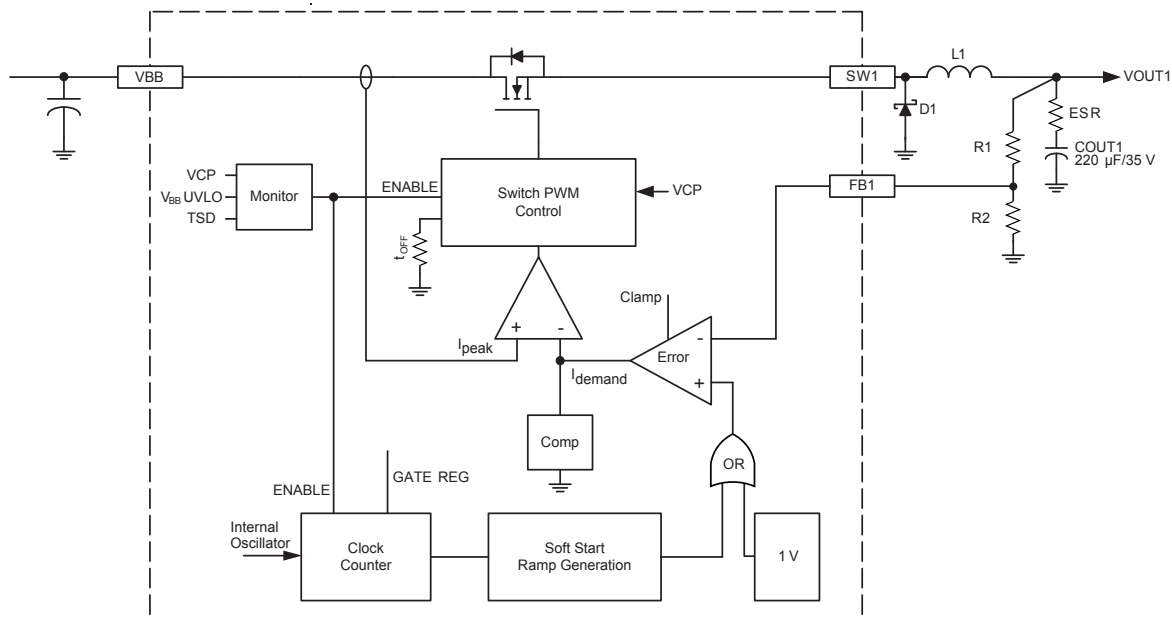 VBB
SW1
L1
VOUT1
D1
ESR
R1
COUT1
220 µF/35 V
FB1
R2
VCP
VBB UVLO
TSD
Monitor
ENABLE
Switch PWM
Control
VCP
tOFF
Clamp
+
-
Ipeak
Idemand
Error
-
+
Comp
OR
GATE REG
ENABLE
Internal
Oscillator
Clock
Counter
Soft Start
Ramp Generation
1 V